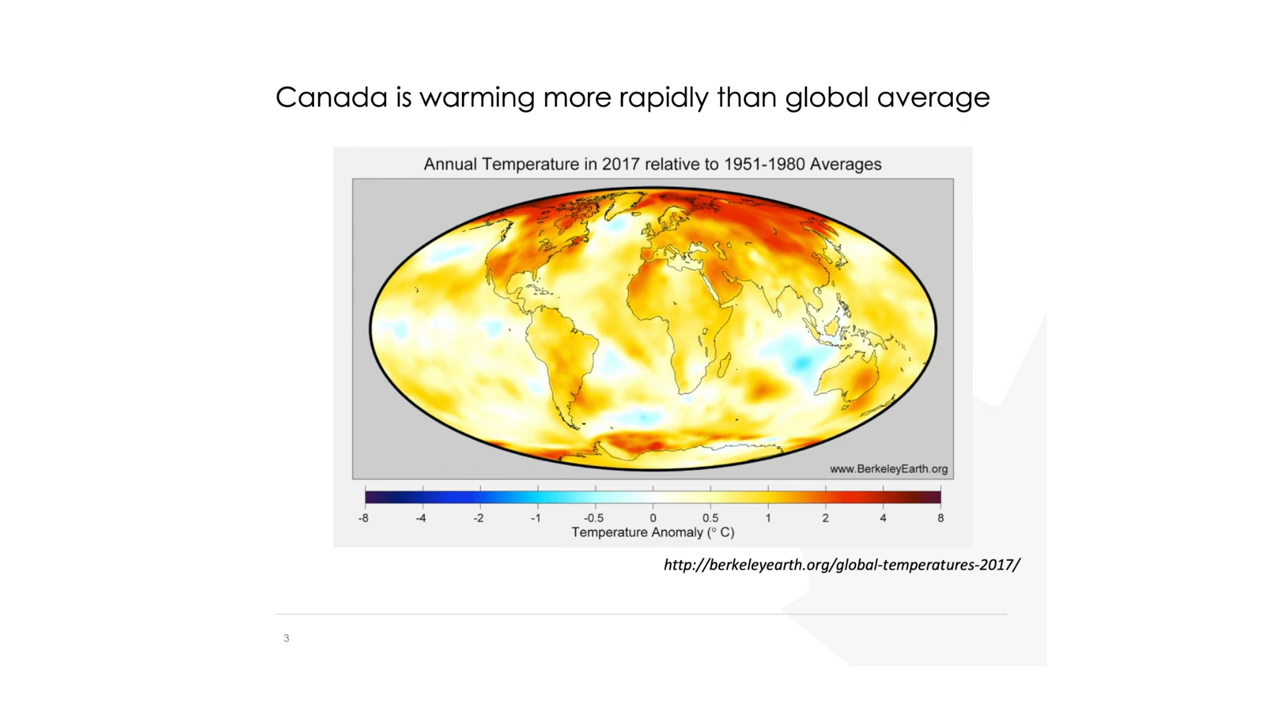 Canada is warming more rapidly than global average
Annual Temperature in 2017 relative to 1951-1980 Averages
www.BerkeleyEarth.org
-8 -4 -2 -1 -0.5 0 0.5 1 2 4 8
Temperature Anomaly (° C)
http://berkeleyearth.org/global-temperatures-2017/
3